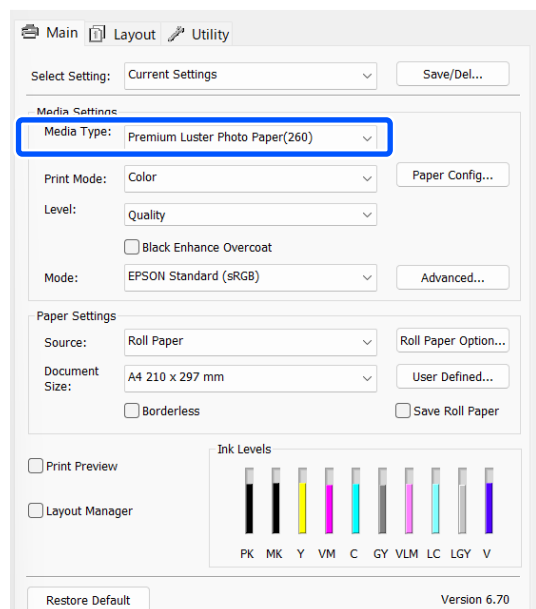 Main Layout Utility
Select Setting: Current Settings Save/Del...
Media Settings
Media Type: Premium Luster Photo Paper(260)
Print Mode: Color Paper Config...
Level: Quality
Black Enhance Overcoat
Mode: EPSON Standard (sRGB) Advanced...
Paper Settings
Source: Roll Paper Roll Paper Option...
Document
Size: A4 210 x 297 mm User Defined...
Borderless Save Roll Paper
Ink Levels
Print Preview
Layout Manager
PK MK Y VM C GY VLM LC LGY V
Restore Default Version 6.70